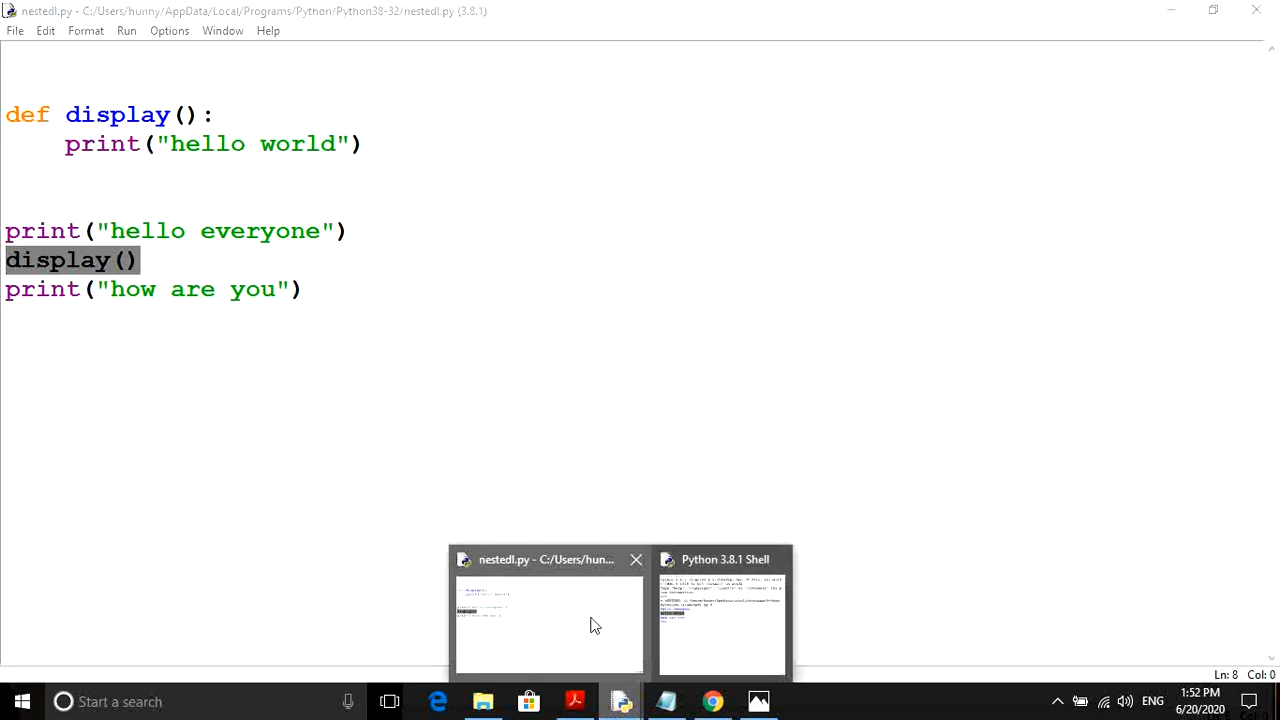 nestedl.py - C:/Users/hunny/AppData/Local/Programs/Python/Python38-32/nestedl.py (3.8.1)
File Edit Format Run Options Window Help
def display():
print("hello world")
print("hello everyone")
display()
print("how are you")
nestedl.py - C:/Users/hun... Python 3.8.1 Shell
Ln: 8 Col: 0
Start a search ENG 1:52 PM
6/20/2020